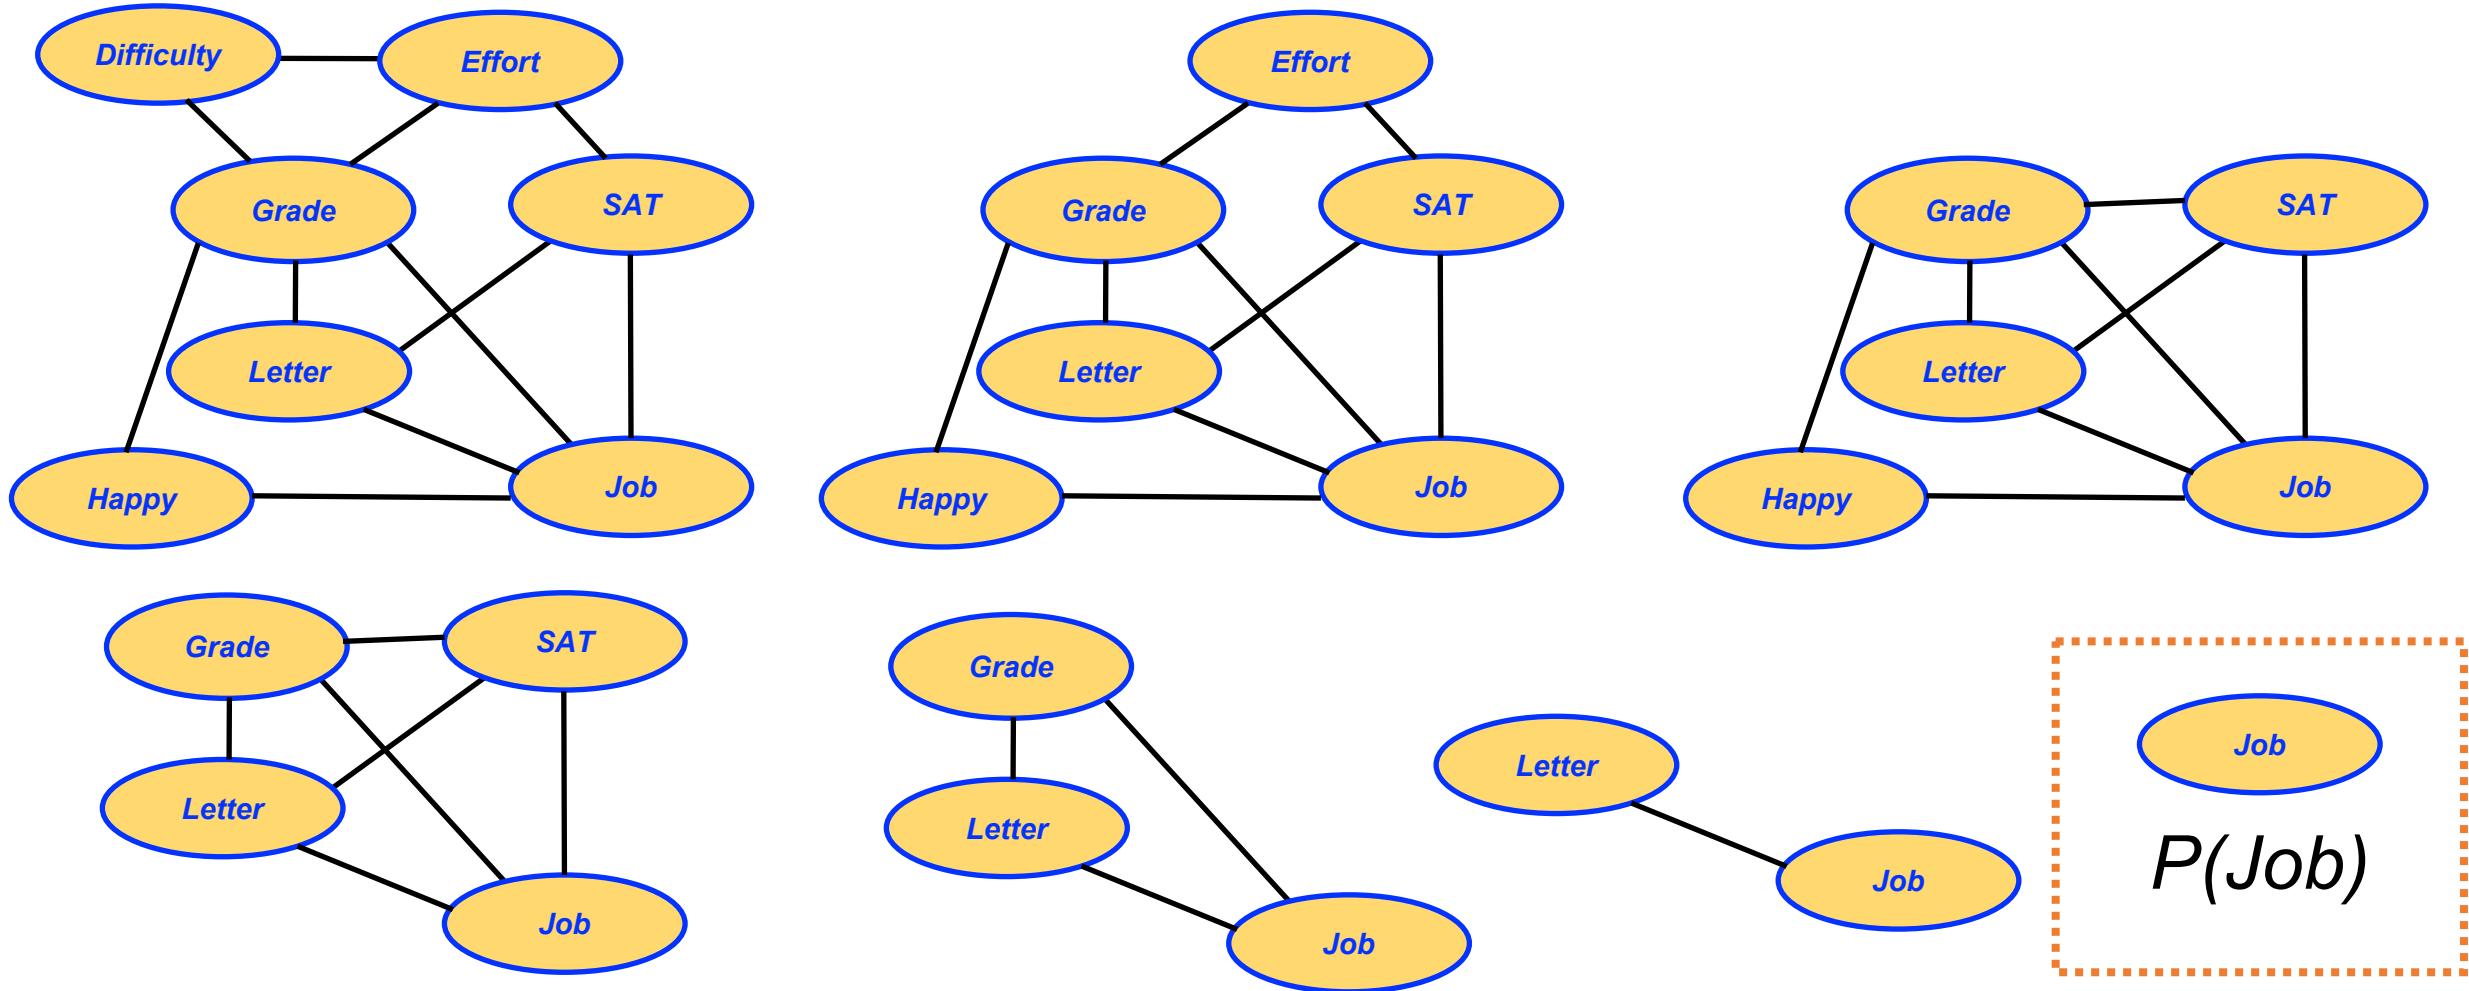 Difficulty
Effort
Grade
SAT
Letter
Happy
Job
Effort
Grade
SAT
Letter
Happy
Job
Grade
SAT
Letter
Happy
Job
Grade
SAT
Letter
Job
Grade
Letter
Job
Letter
Job
Job
P(Job)